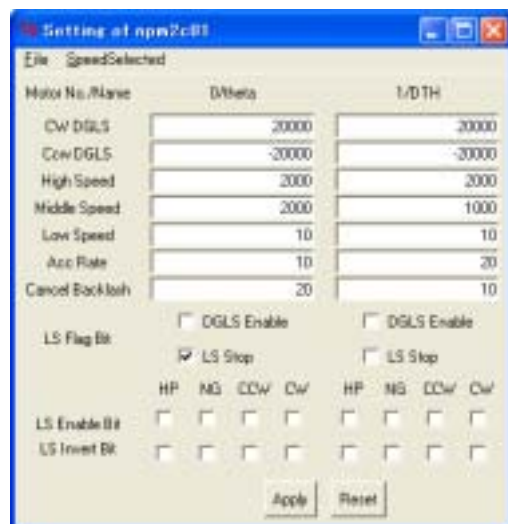 Setting at npm2c01
File SpeedSelected
Motor No./Name 0/theta 1/DTH
CW DGLS 20000 20000
Ccw DGLS -20000 -20000
High Speed 2000 2000
Middle Speed 2000 1000
Low Speed 10 10
Acc Rate 10 20
Cancel Backlash 20 10
LS Flag Bit DGLS Enable DGLS Enable
LS Stop LS Stop
HP NG CCW CW HP NG CCW CW
LS Enable Bit
LS Invert Bit
Apply Reset